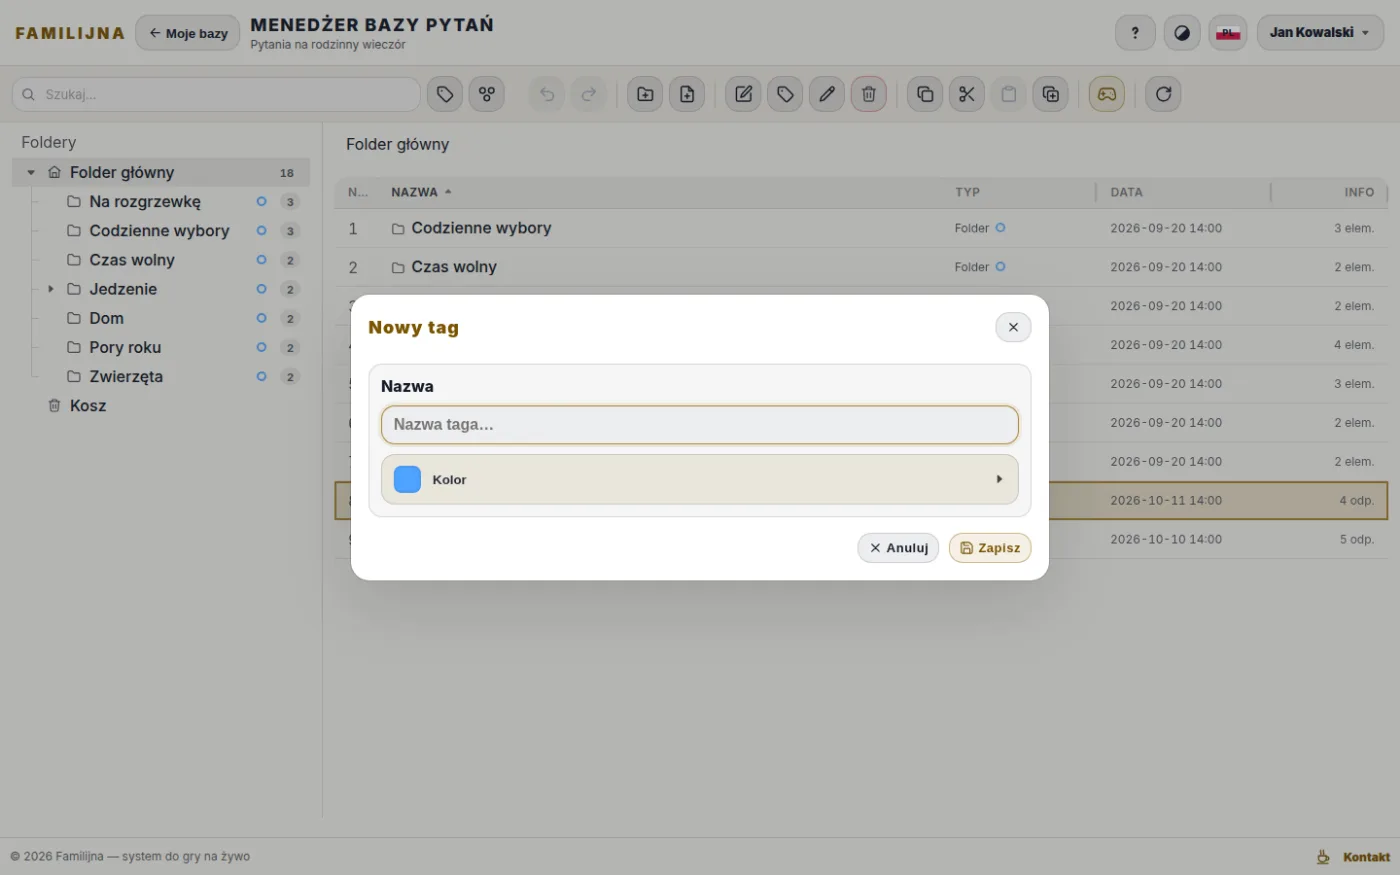 FAMILIJNA
← Moje bazy
MENEDŻER BAZY PYTAŃ
Pytania na rodzinny wieczór
?
PL
Jan Kowalski
Szukaj...
Foldery
Folder główny 18
Na rozgrzewkę 3
Codzienne wybory 3
Czas wolny 2
Jedzenie 2
Dom 2
Pory roku 2
Zwierzęta 2
Kosz
Folder główny
N... NAZWA TYP DATA INFO
1 Codzienne wybory Folder 2026-09-20 14:00 3 elem.
2 Czas wolny Folder 2026-09-20 14:00 2 elem.
2026-09-20 14:00 2 elem.
2026-09-20 14:00 4 elem.
2026-09-20 14:00 3 elem.
2026-09-20 14:00 2 elem.
2026-09-20 14:00 2 elem.
2026-10-11 14:00 4 odp.
2026-10-10 14:00 5 odp.
Nowy tag
Nazwa
Nazwa taga...
Kolor
Anuluj
Zapisz
© 2026 Familijna — system do gry na żywo
Kontakt